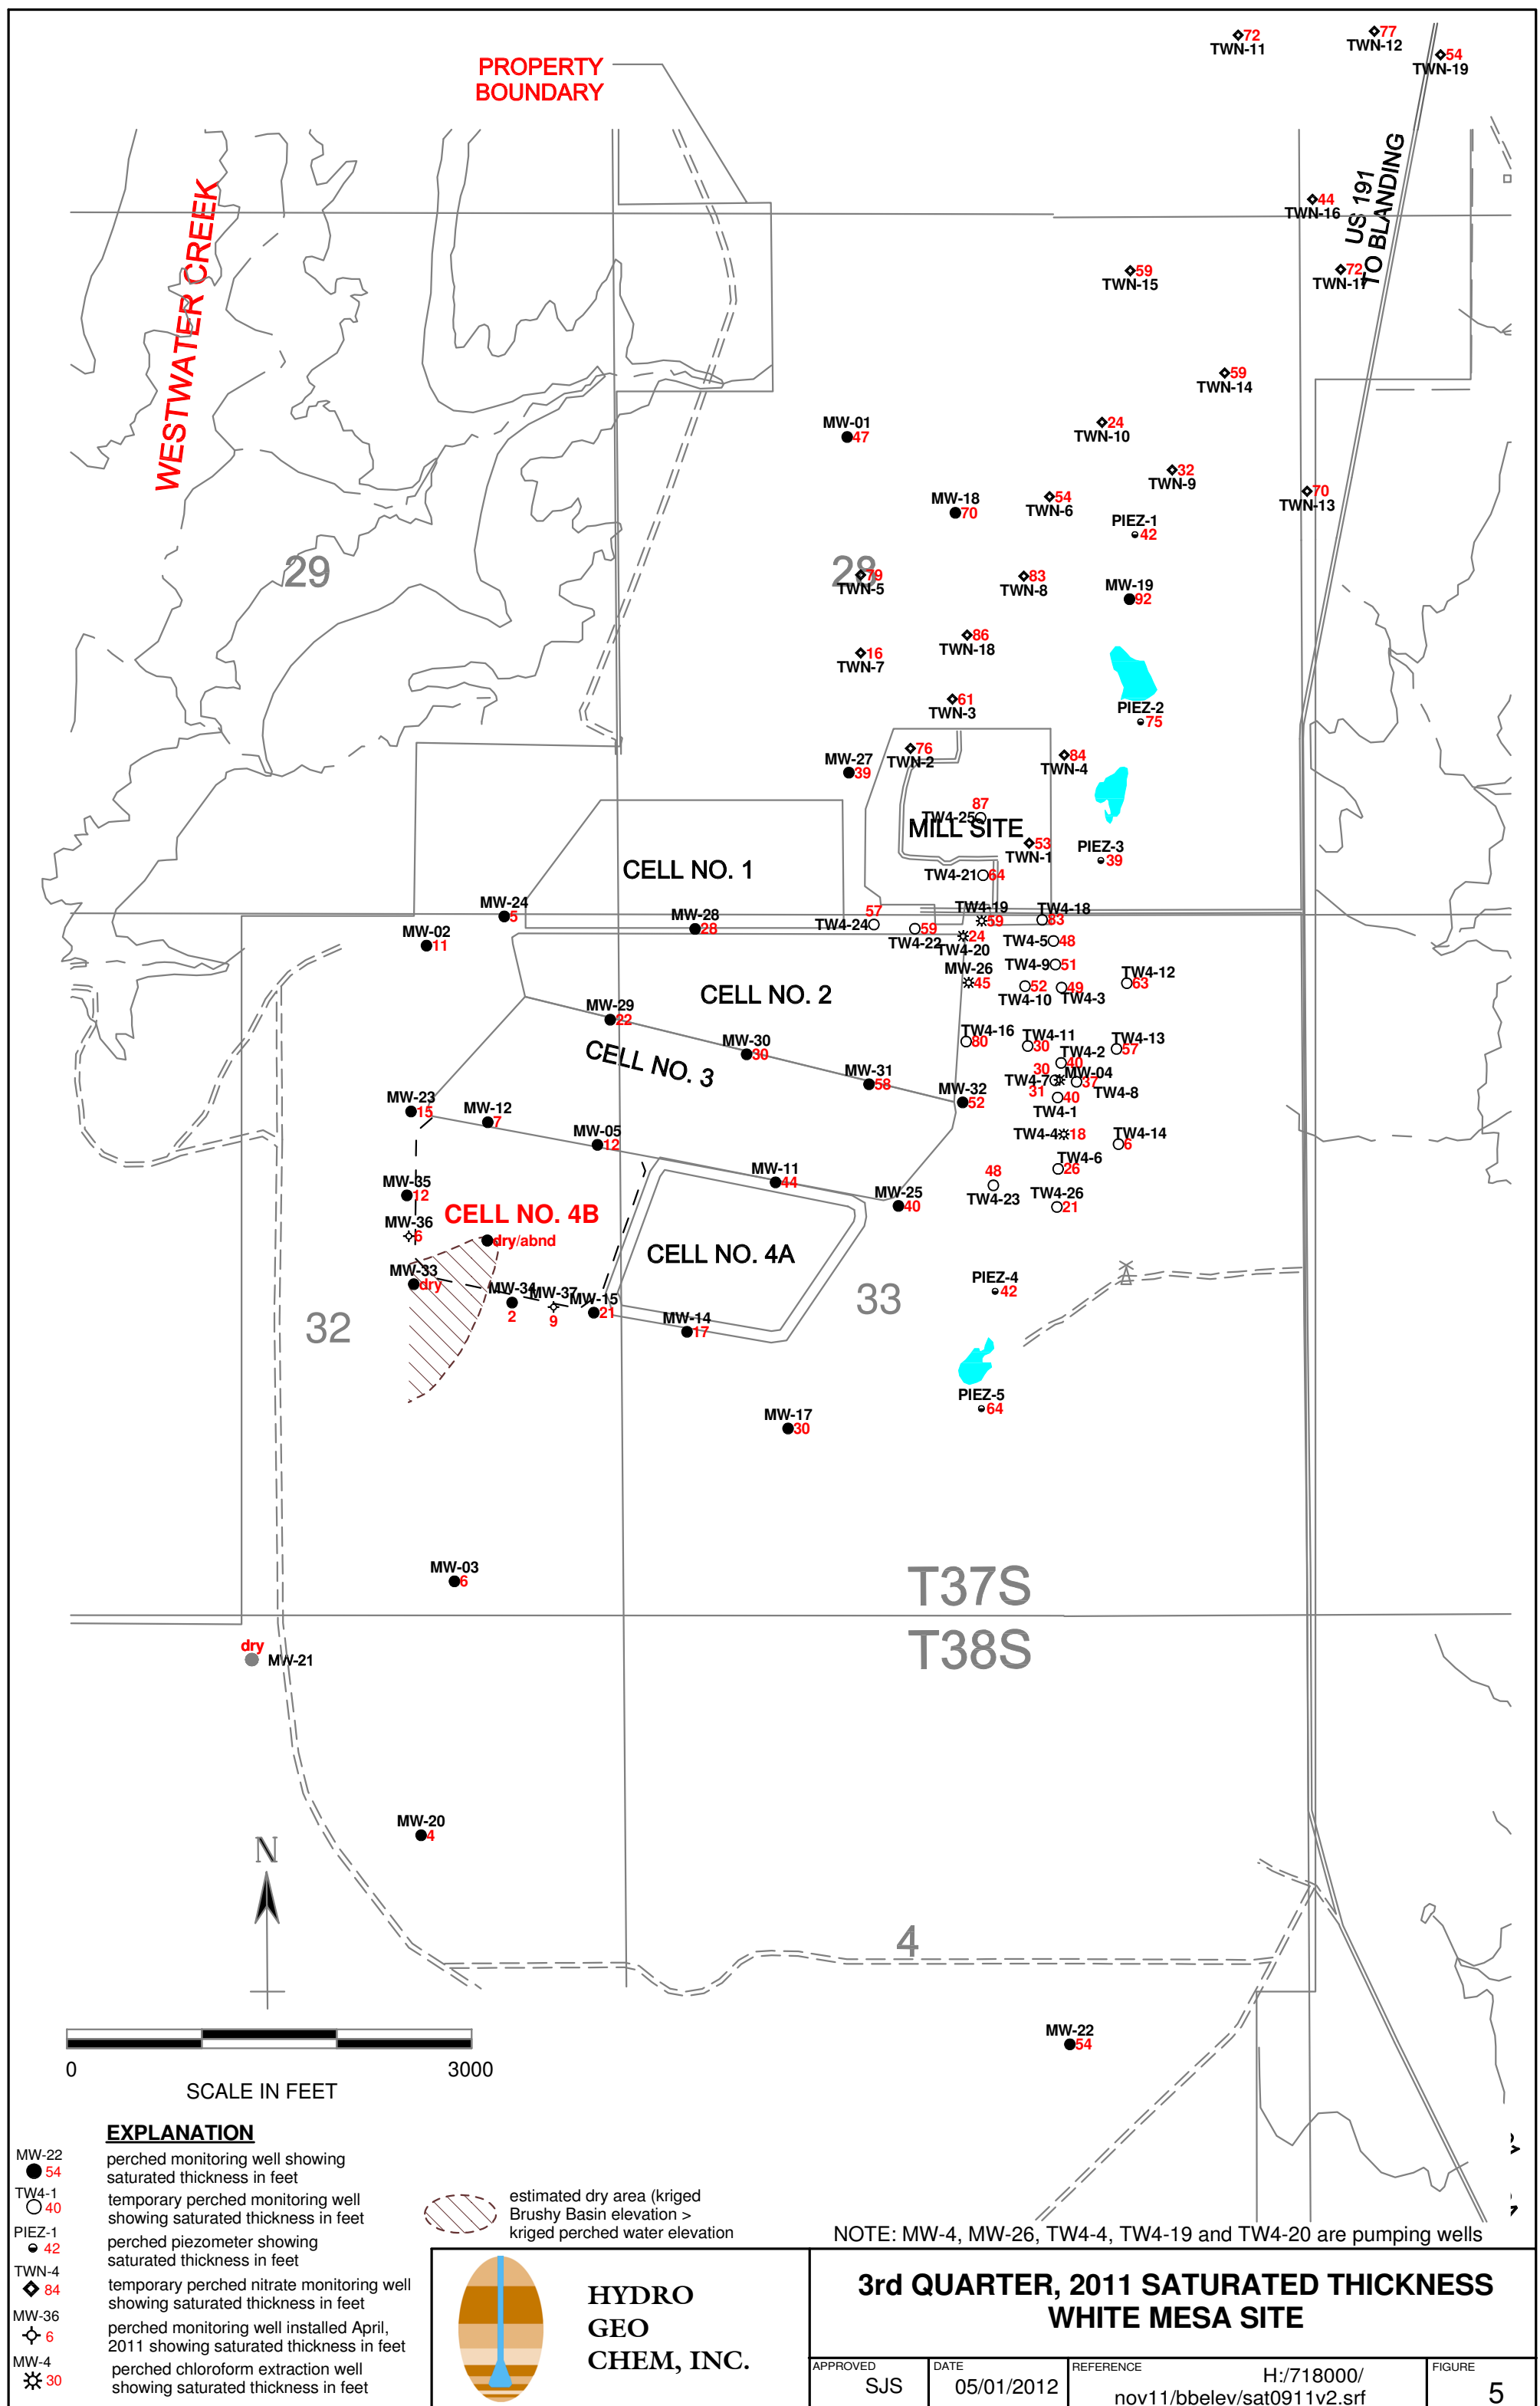 72
TWN-11
77
TWN-12
54
TWN-19
PROPERTY
BOUNDARY
WESTWATER CREEK
US 191
TO BLANDING
44
TWN-16
59
TWN-15
72
TWN-17
59
TWN-14
MW-01
47
24
TWN-10
32
TWN-9
MW-18
70
54
TWN-6
70
TWN-13
PIEZ-1
42
29
28
79
TWN-5
83
TWN-8
MW-19
92
86
TWN-18
16
TWN-7
61
TWN-3
PIEZ-2
75
76
TWN-2
84
TWN-4
MW-27
39
87
TW4-25
MILL SITE
53
TWN-1
PIEZ-3
39
CELL NO. 1
TW4-21
64
MW-24
5
MW-28
28
57
TW4-24
59
TW4-22
TW4-19
59
TW4-18
83
MW-02
11
24
TW4-20
TW4-5
48
MW-26
45
TW4-9
51
TW4-12
63
52
TW4-10
49
TW4-3
CELL NO. 2
MW-29
22
MW-30
30
CELL NO. 3
TW4-16
80
TW4-11
30
TW4-13
57
TW4-2
40
30
MW-04
TW4-7
31
37
TW4-8
MW-31
58
MW-32
52
40
TW4-1
MW-23
15
MW-12
7
MW-05
12
TW4-4
18
TW4-14
6
TW4-6
26
MW-11
44
48
TW4-23
TW4-26
21
MW-35
12
MW-25
40
CELL NO. 4B
MW-36
6
dry/abnd
CELL NO. 4A
MW-33
dry
MW-34
2
MW-37
9
MW-15
21
MW-14
17
PIEZ-4
42
32
33
PIEZ-5
64
MW-17
30
MW-03
6
T37S
T38S
dry
MW-21
MW-20
4
N
4
MW-22
54
0
3000
SCALE IN FEET
EXPLANATION
MW-22
54
perched monitoring well showing
saturated thickness in feet
TW4-1
40
temporary perched monitoring well
showing saturated thickness in feet
PIEZ-1
42
perched piezometer showing
saturated thickness in feet
TWN-4
84
temporary perched nitrate monitoring well
showing saturated thickness in feet
MW-36
6
perched monitoring well installed April,
2011 showing saturated thickness in feet
MW-4
30
perched chloroform extraction well
showing saturated thickness in feet
estimated dry area (kriged
Brushy Basin elevation >
kriged perched water elevation
NOTE: MW-4, MW-26, TW4-4, TW4-19 and TW4-20 are pumping wells
HYDRO
GEO
CHEM, INC.
3rd QUARTER, 2011 SATURATED THICKNESS
WHITE MESA SITE
APPROVED
SJS
DATE
05/01/2012
REFERENCE
H:/718000/
nov11/bbelev/sat0911v2.srf
FIGURE
5